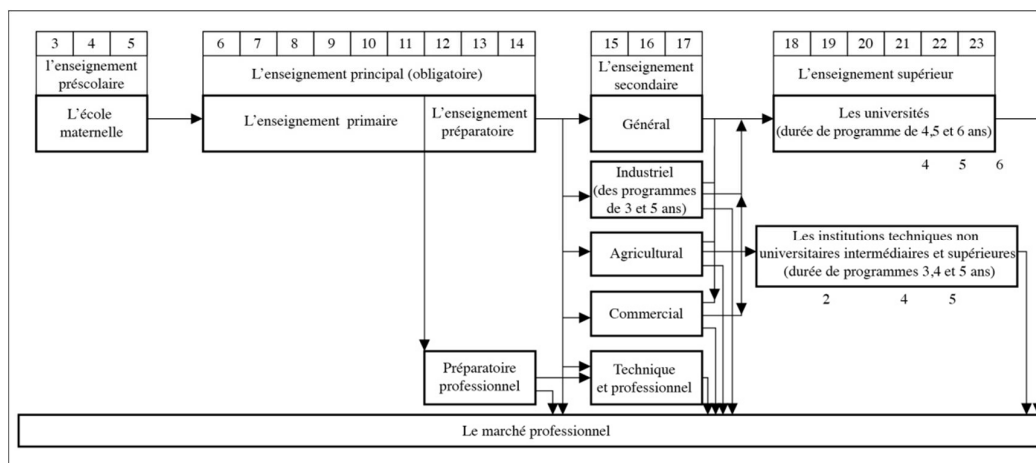 3 4 5 6 7 8 9 10 11 12 13 14 15 16 17 18 19 20 21 22 23
l'enseignement
préscolaire
L'enseignement principal (obligatoire)
L'enseignement
secondaire
L'enseignement supérieur
L'école
maternelle
L'enseignement primaire
L'enseignement
préparatoire
Général
Les universités
(durée de programme de 4,5 et 6 ans)
4 5 6
Industriel
(des programmes
de 3 et 5 ans)
Agricultural
Les institutions techniques non
universitaires intermédiaires et supérieures
(durée de programmes 3,4 et 5 ans)
2 4 5
Commercial
Préparatoire
professionnel
Technique
et professionnel
Le marché professionnel